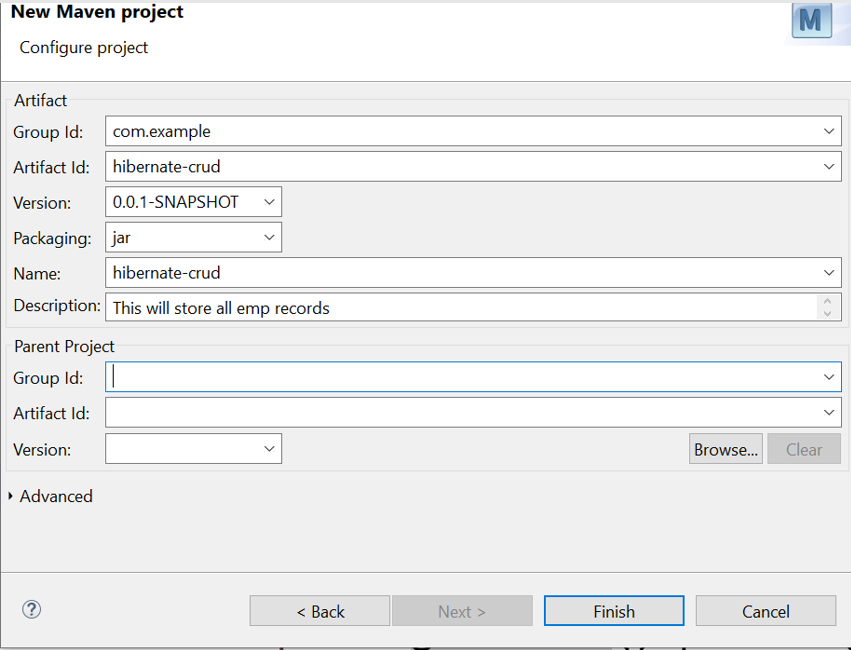 New Maven project
Configure project
M
Artifact
Group Id: com.example
Artifact Id: hibernate-crud
Version: 0.0.1-SNAPSHOT
Packaging: jar
Name: hibernate-crud
Description: This will store all emp records
Parent Project
Group Id:
Artifact Id:
Version:
Browse... Clear
Advanced
? < Back Next > Finish Cancel